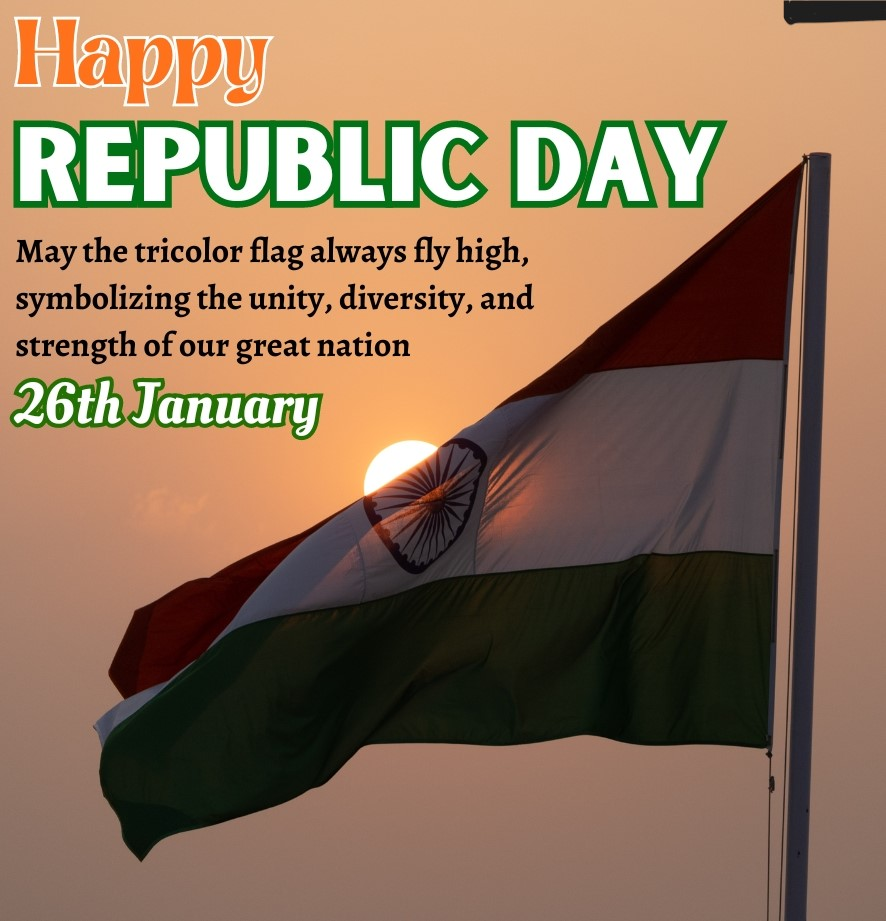 Happy
REPUBLIC DAY
May the tricolor flag always fly high,
symbolizing the unity, diversity, and
strength of our great nation
26th January